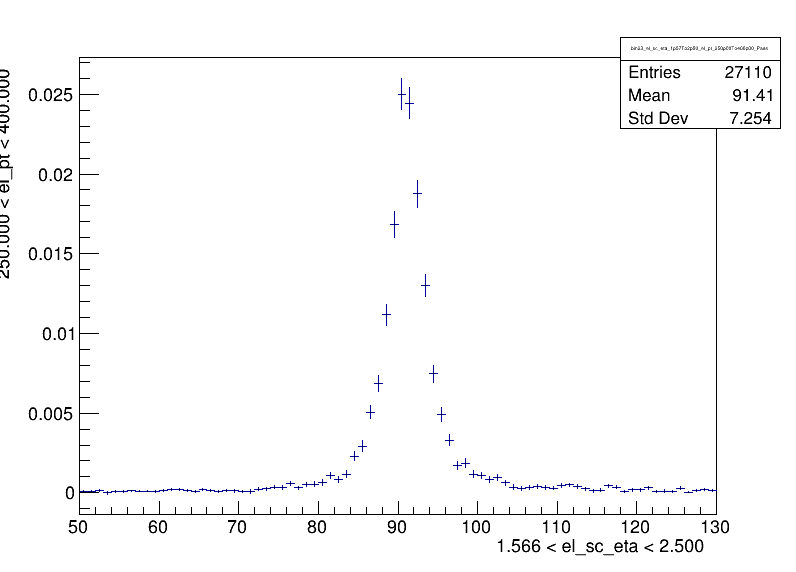 bin23_el_sc_eta_1p57To2p50_el_pt_250p00To400p00_Pass
Entries 27110
Mean 91.41
Std Dev 7.254
250.000 < el_pt < 400.000
0.025
0.02
0.015
0.01
0.005
0
50 60 70 80 90 100 110 120 130
1.566 < el_sc_eta < 2.500